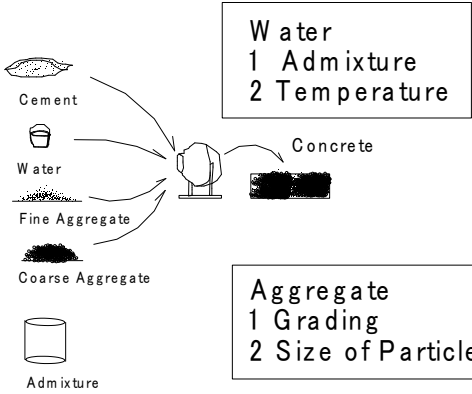 Water
1 Admixture
2 Temperature
Cement
Water
Concrete
Fine Aggregate
Coarse Aggregate
Aggregate
1 Grading
2 Size of Particle
Admixture